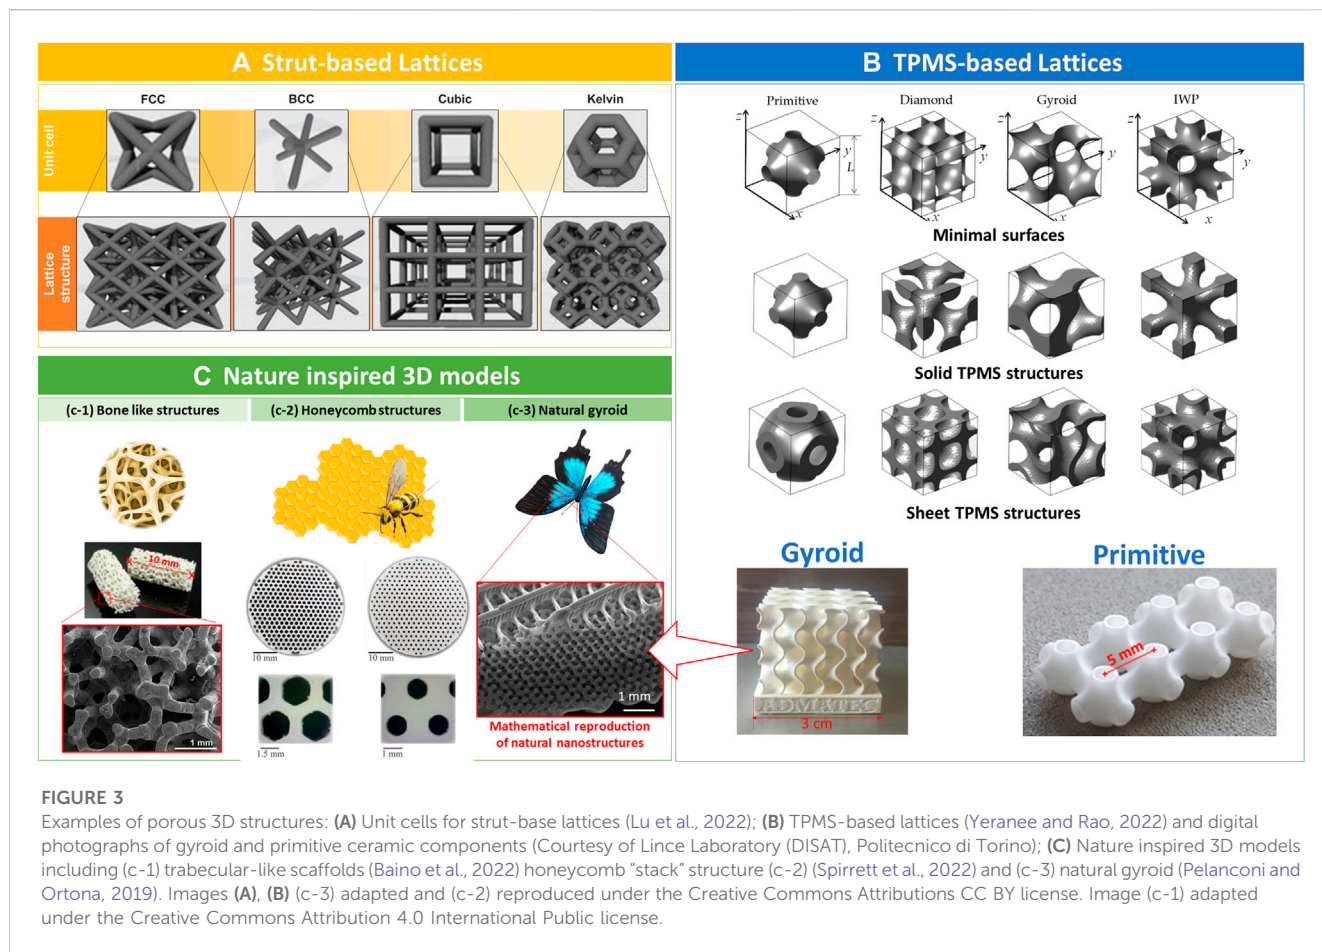 A Strut-based Lattices
FCC
BCC
Cubic
Kelvin
Unit cell
Lattice
structure
B TPMS-based Lattices
Primitive
Diamond
Gyroid
IWP
z
y
L
x
z
y
x
z
y
x
z
y
x
Minimal surfaces
Solid TPMS structures
Sheet TPMS structures
Gyroid
ADMATEC
3 cm
Primitive
5 mm
C Nature inspired 3D models
(c-1) Bone like structures
(c-2) Honeycomb structures
(c-3) Natural gyroid
10 mm
1 mm
10 mm
10 mm
1.5 mm
1 mm
1 mm
Mathematical reproduction
of natural nanostructures
FIGURE 3
Examples of porous 3D structures: (A) Unit cells for strut-base lattices (Lu et al., 2022); (B) TPMS-based lattices (Yeranee and Rao, 2022) and digital
photographs of gyroid and primitive ceramic components (Courtesy of Lince Laboratory (DISAT), Politecnico di Torino); (C) Nature inspired 3D models
including (c-1) trabecular-like scaffolds (Baino et al., 2022) honeycomb “stack” structure (c-2) (Spirrett et al., 2022) and (c-3) natural gyroid (Pelanconi and
Ortona, 2019). Images (A), (B) (c-3) adapted and (c-2) reproduced under the Creative Commons Attributions CC BY license. Image (c-1) adapted
under the Creative Commons Attribution 4.0 International Public license.